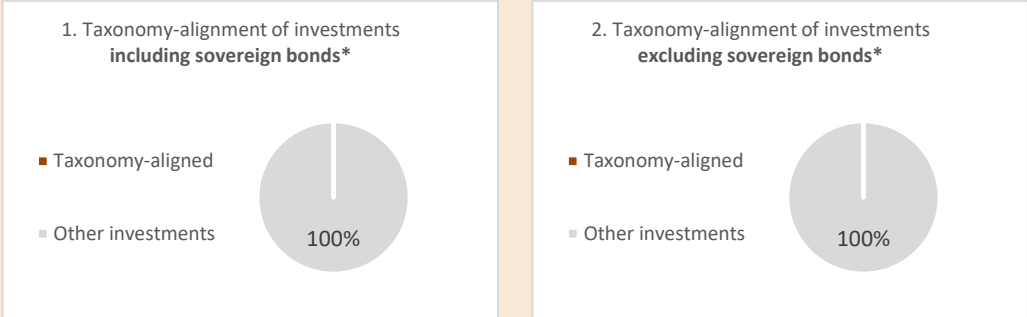 1. Taxonomy-alignment of investments
including sovereign bonds*
Taxonomy-aligned
Other investments
100%
2. Taxonomy-alignment of investments
excluding sovereign bonds*
Taxonomy-aligned
Other investments
100%